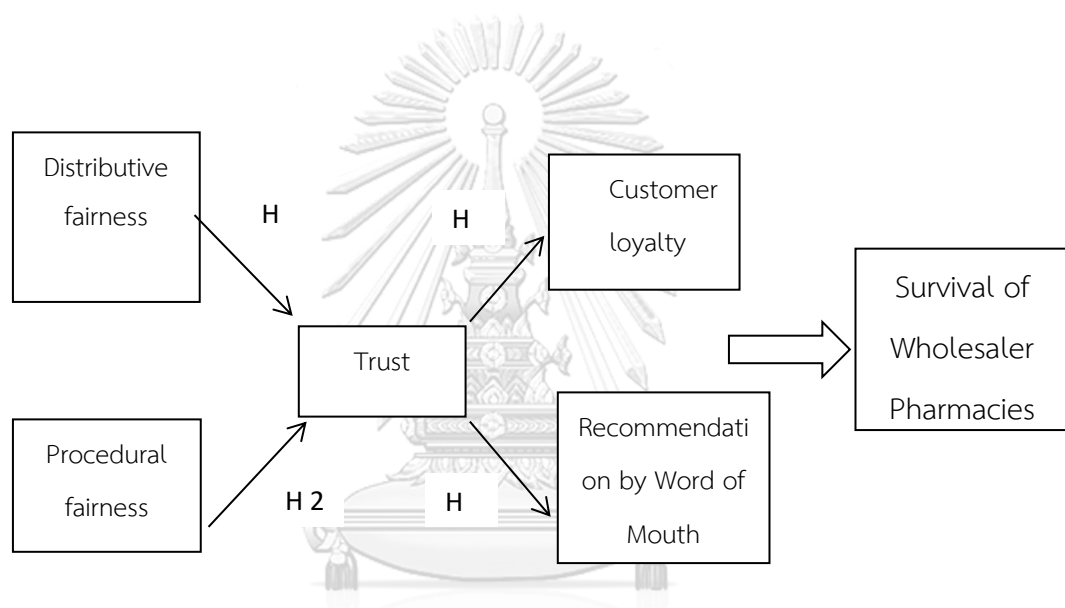 Distributive
fairness
H
H
Customer
loyalty
Survival of
Wholesaler
Pharmacies
Trust
Procedural
fairness
H 2
H
Recommendati
on by Word of
Mouth